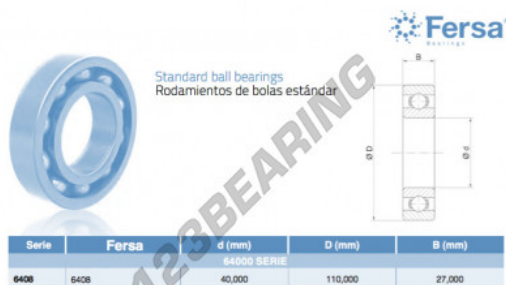 Fersa
Bearings
Standard ball bearings
Rodamientos de bolas estándar
B
Ø D
Ø d
123BEARING
Serie Fersa d (mm) D (mm) B (mm)
64000 SERIE
6408 6408 40,000 110,000 27,000